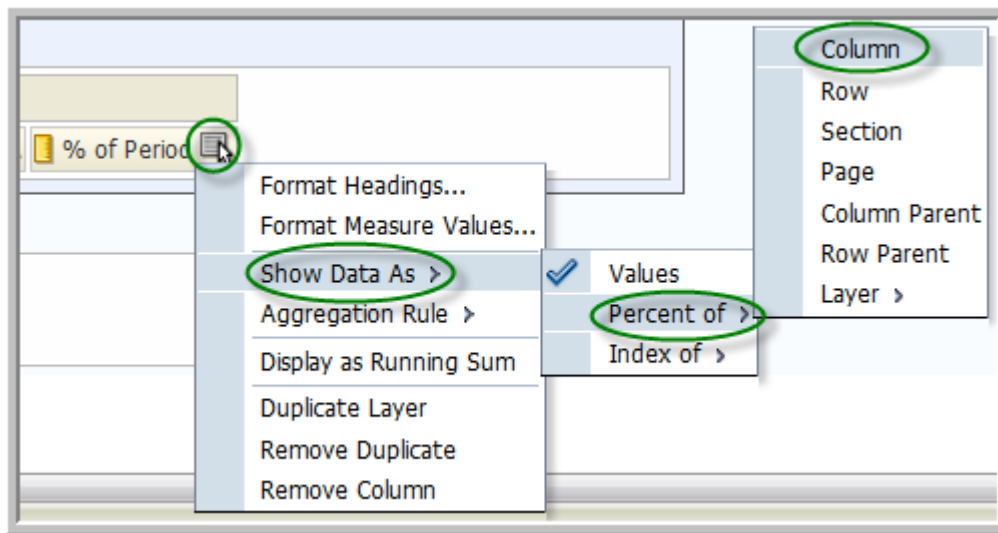 % of Period
Format Headings...
Format Measure Values...
Show Data As >
Aggregation Rule >
Display as Running Sum
Duplicate Layer
Remove Duplicate
Remove Column
Values
Percent of >
Index of >
Column
Row
Section
Page
Column Parent
Row Parent
Layer >